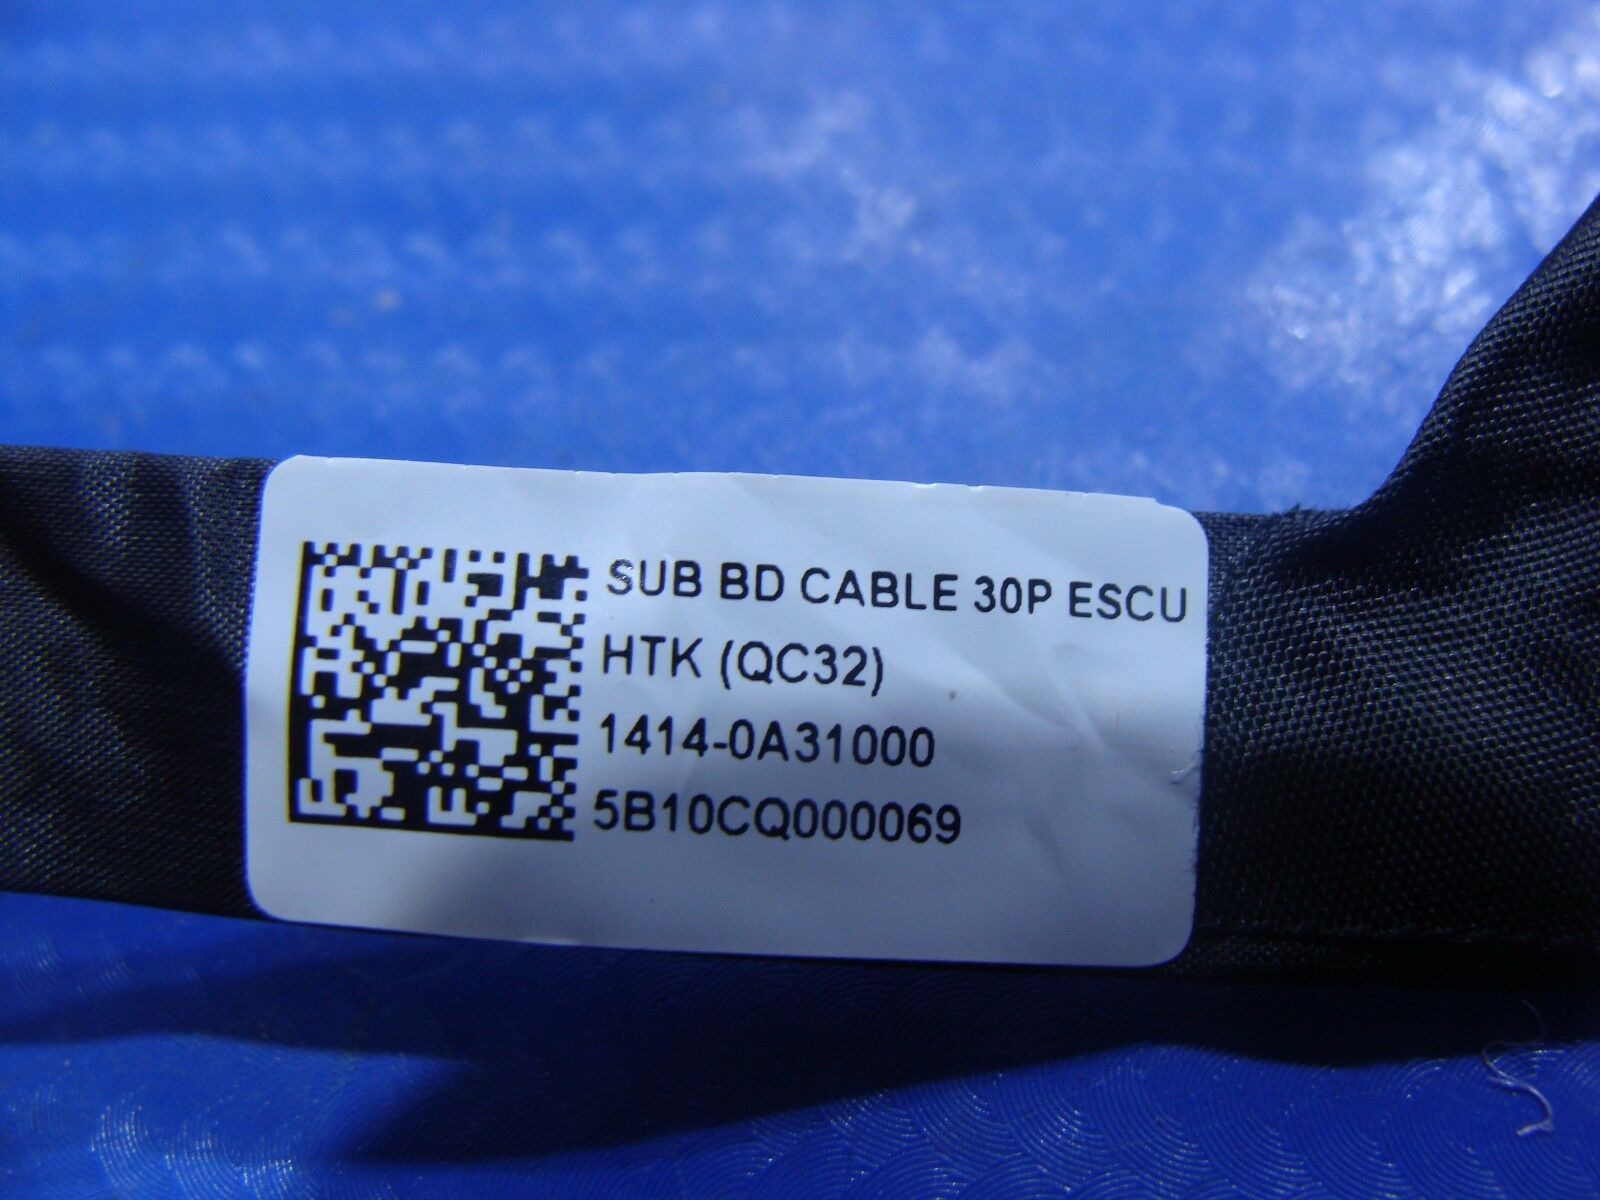 SUB BD CABLE 30P ESCU
HTK (QC32)
1414-0A31000
5B10CQ000069